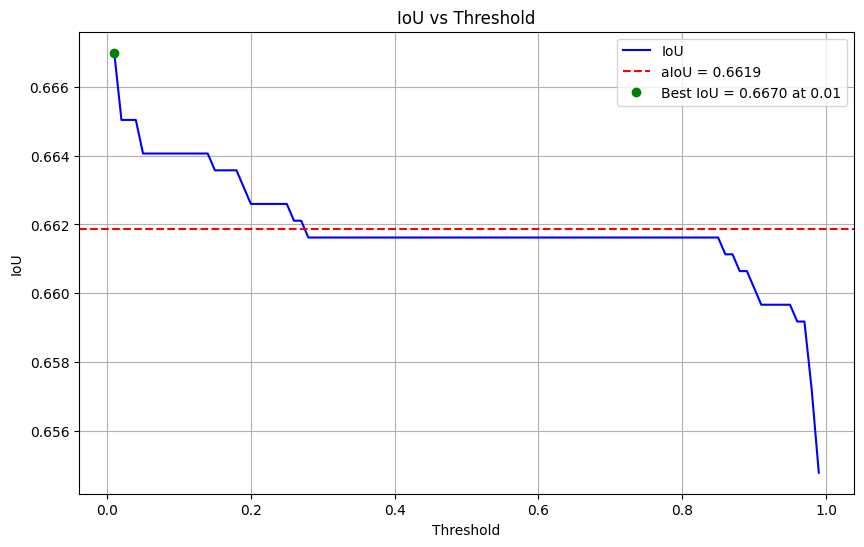 IoU vs Threshold
IoU
aIoU = 0.6619
Best IoU = 0.6670 at 0.01
0.666
0.664
0.662
0.660
0.658
0.656
IoU
0.0 0.2 0.4 0.6 0.8 1.0
Threshold